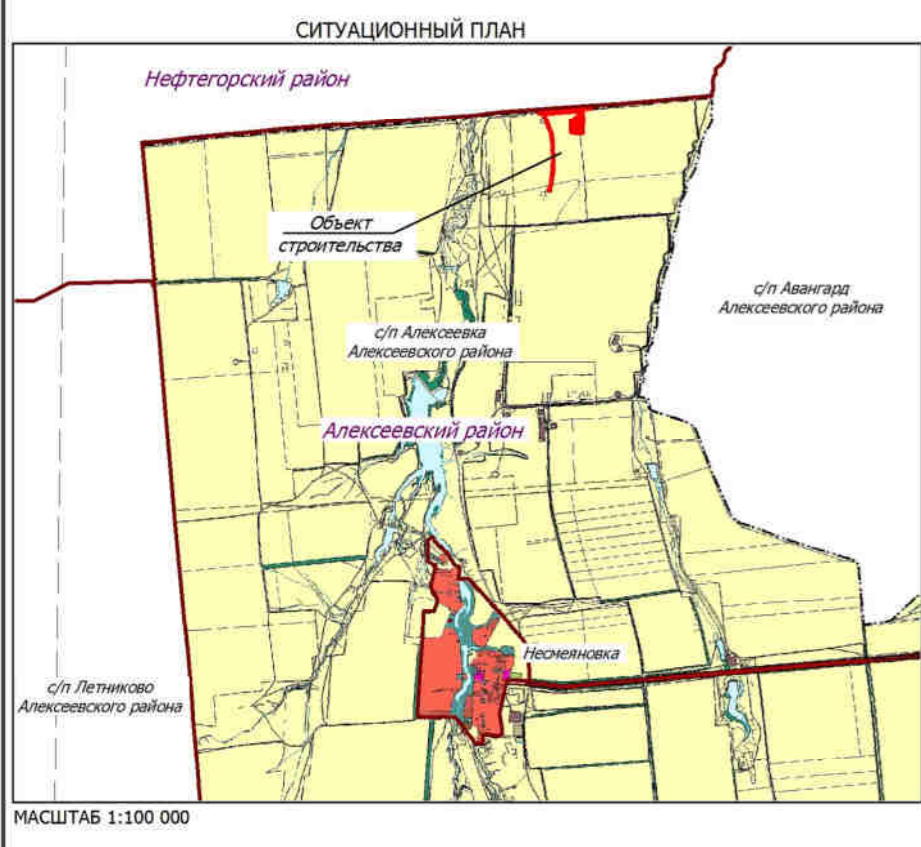 СИТУАЦИОННЫЙ ПЛАН
Нефтегорский район
Объект
строительства
с/п Авангард
Алексеевского района
с/п Алексеевка
Алексеевского района
Алексеевский район
Несмеяновка
с/п Летниково
Алексеевского района
МАСШТАБ 1:100 000